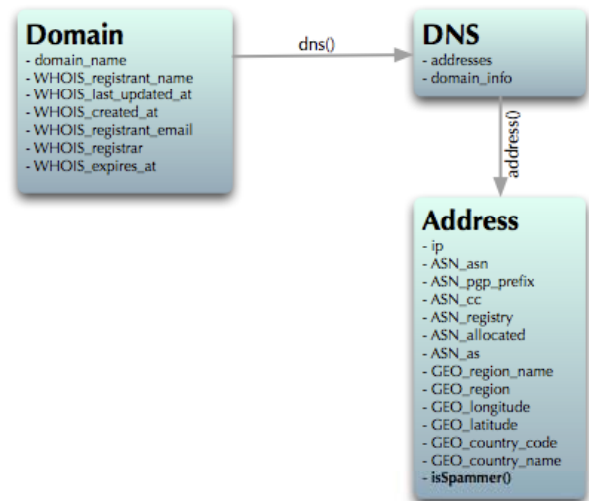 Domain
- domain_name
- WHOIS_registrant_name
- WHOIS_last_updated_at
- WHOIS_created_at
- WHOIS_registrant_email
- WHOIS_registrar
- WHOIS_expires_at
dns()
DNS
- addresses
- domain_info
address()
Address
- ip
- ASN_asn
- ASN_pgp_prefix
- ASN_cc
- ASN_registry
- ASN_allocated
- ASN_as
- GEO_region_name
- GEO_region
- GEO_longitude
- GEO_latitude
- GEO_country_code
- GEO_country_name
- isSpammer()